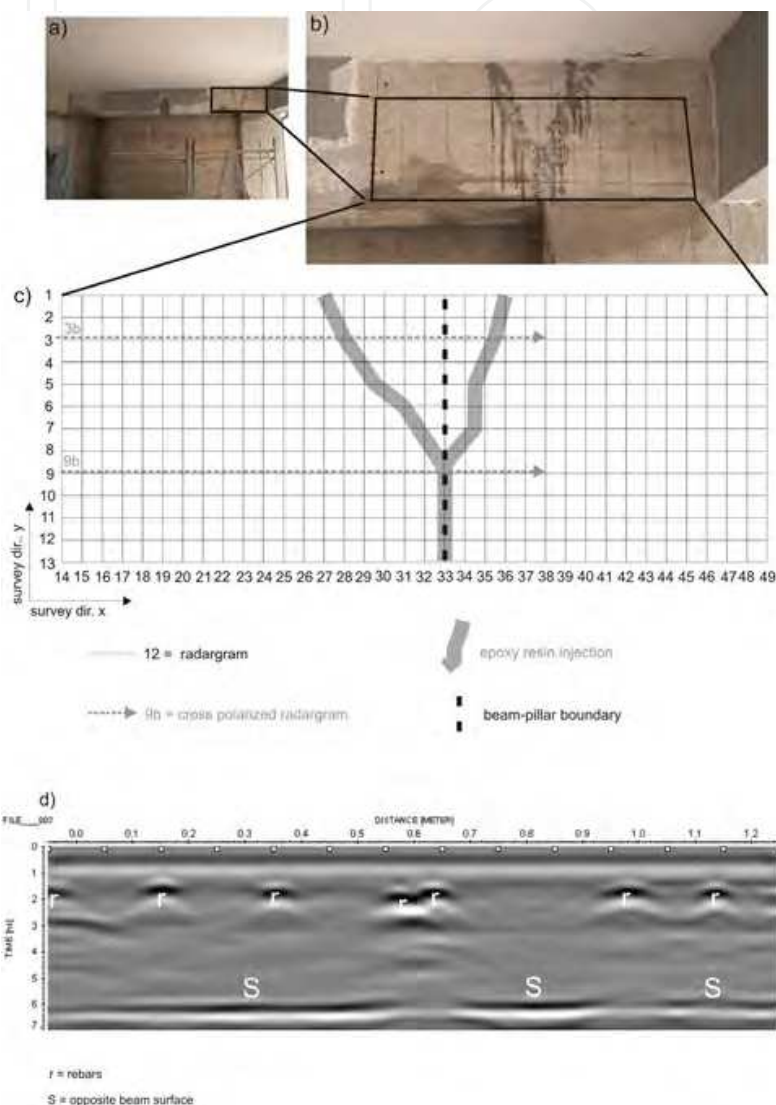 a)
b)
c)
1
2
3b
3
4
5
6
7
8
9b
9
10
11
12
13
14 15 16 17 18 19 20 21 22 23 24 25 26 27 28 29 30 31 32 33 34 35 36 37 38 39 40 41 42 43 44 45 46 47 48 49
survey dir.. y
survey dir. x
12 = radargram
epoxy resin injection
9b = cross polarized radargram
beam-pillar boundary
d)
DISTANCE [METER]
0.0 0.1 0.2 0.3 0.4 0.5 0.6 0.7 0.8 0.9 1.0 1.1 1.2
0
1
2
3
4
5
6
7
TIME [ns]
r r r r r r r
S S S
r = rebars
S = opposite beam surface